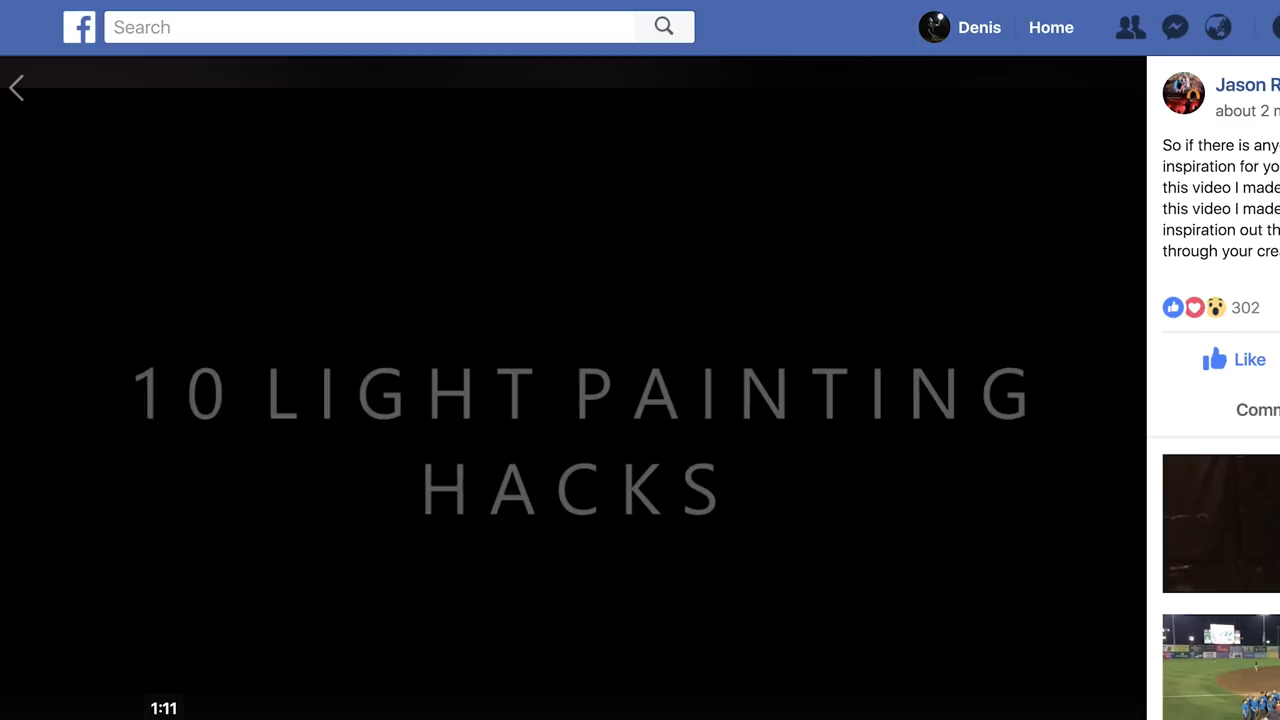 Search
Denis
Home
Jason R
about 2 m
So if there is any
inspiration for yo
this video I made
this video I made
inspiration out th
through your cre
302
Like
Comm
10 LIGHT PAINTING
HACKS
1:11